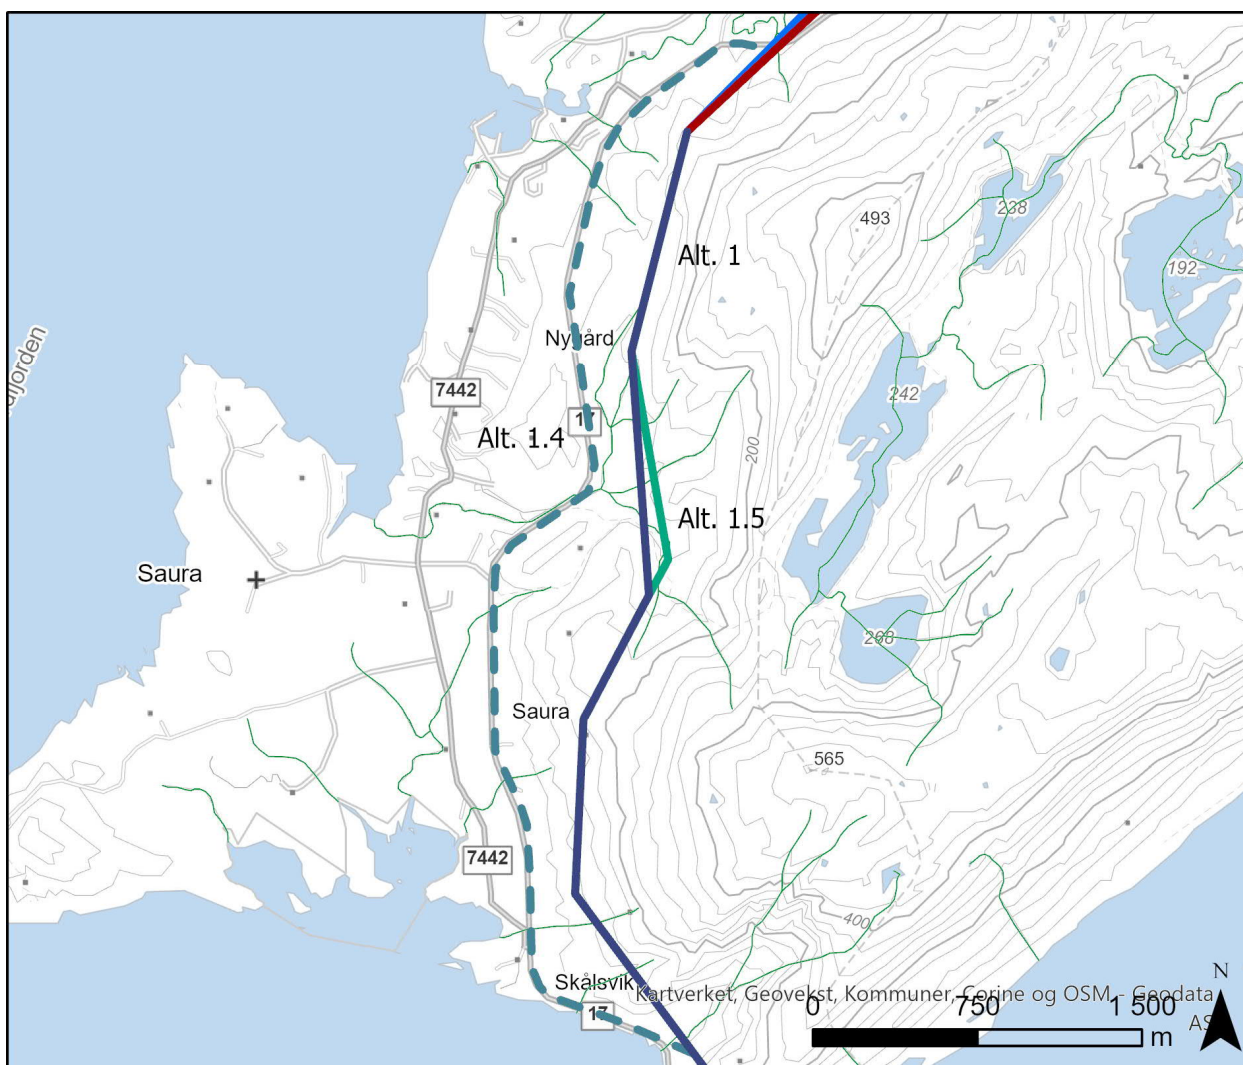 493
238
192
Alt. 1
Nygård
7442
242
17
Alt. 1.4
200
Alt. 1.5
Saura
268
Saura
565
7442
400
Skålsvik
Kartverket, Geovekst, Kommuner, Corine og OSM - Geodata
AS
0 750 1 500
m
17
N